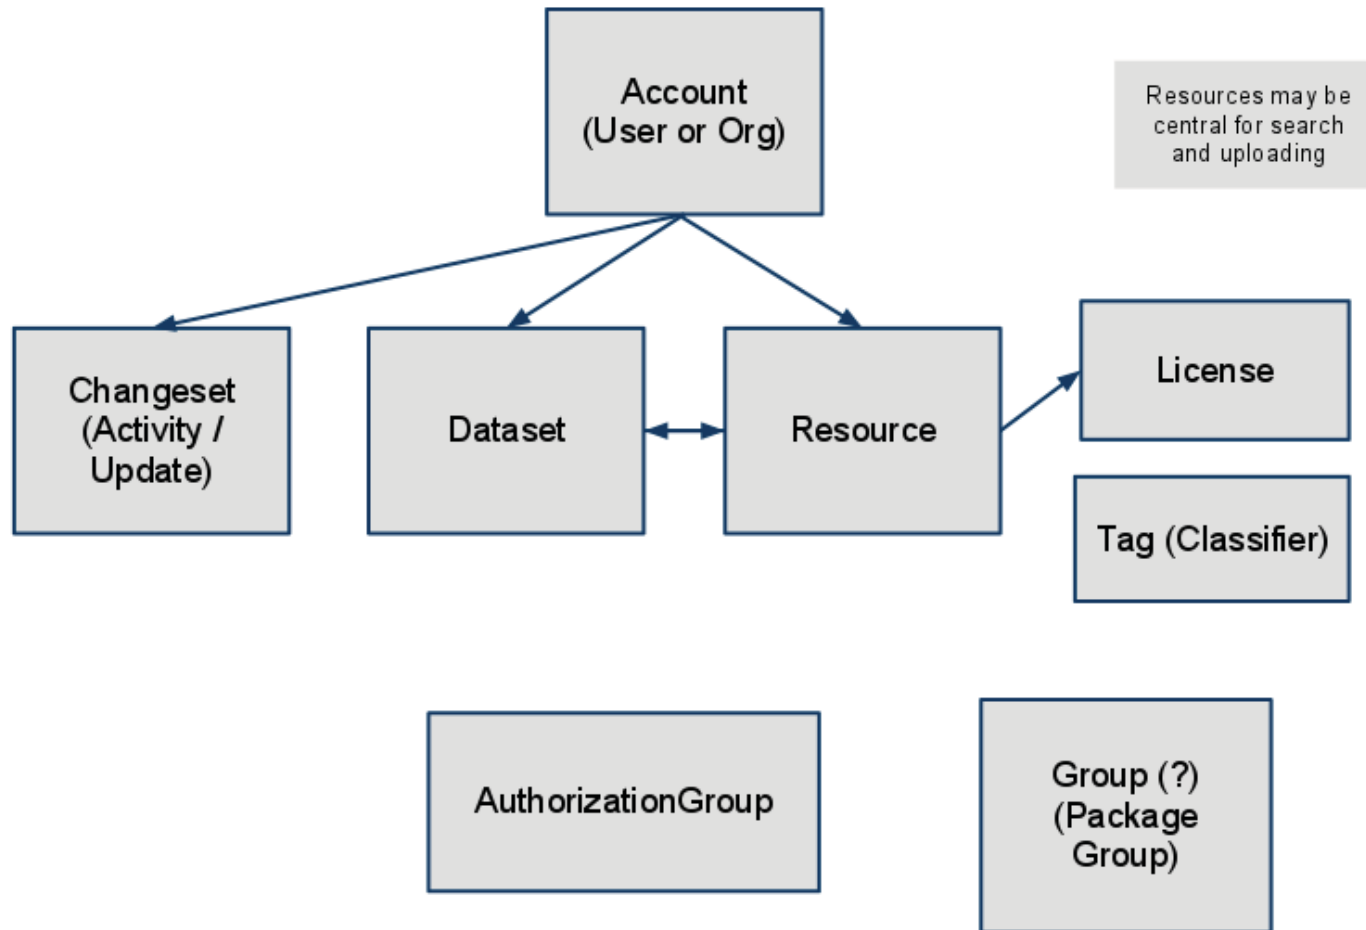 Account
(User or Org)
Resources may be
central for search
and uploading
Changeset
(Activity /
Update)
Dataset
Resource
License
Tag (Classifier)
AuthorizationGroup
Group (?)
(Package
Group)